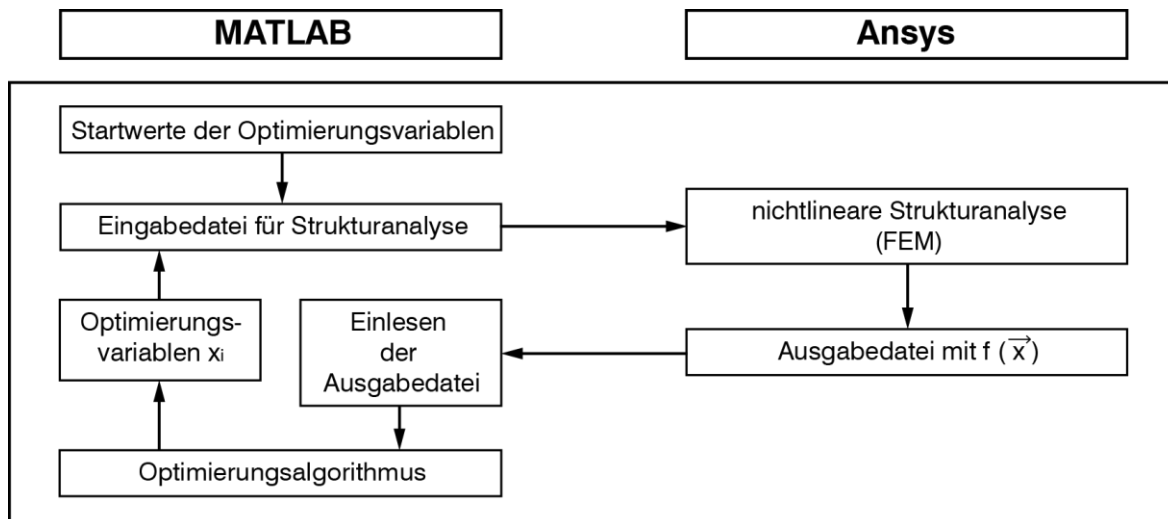 MATLAB
Ansys
Startwerte der Optimierungsvariablen
Eingabedatei für Strukturanalyse
nichtlineare Strukturanalyse
(FEM)
Optimierungs-
variablen xi
Einlesen
der
Ausgabedatei
Ausgabedatei mit f (x⃗)
Optimierungsalgorithmus